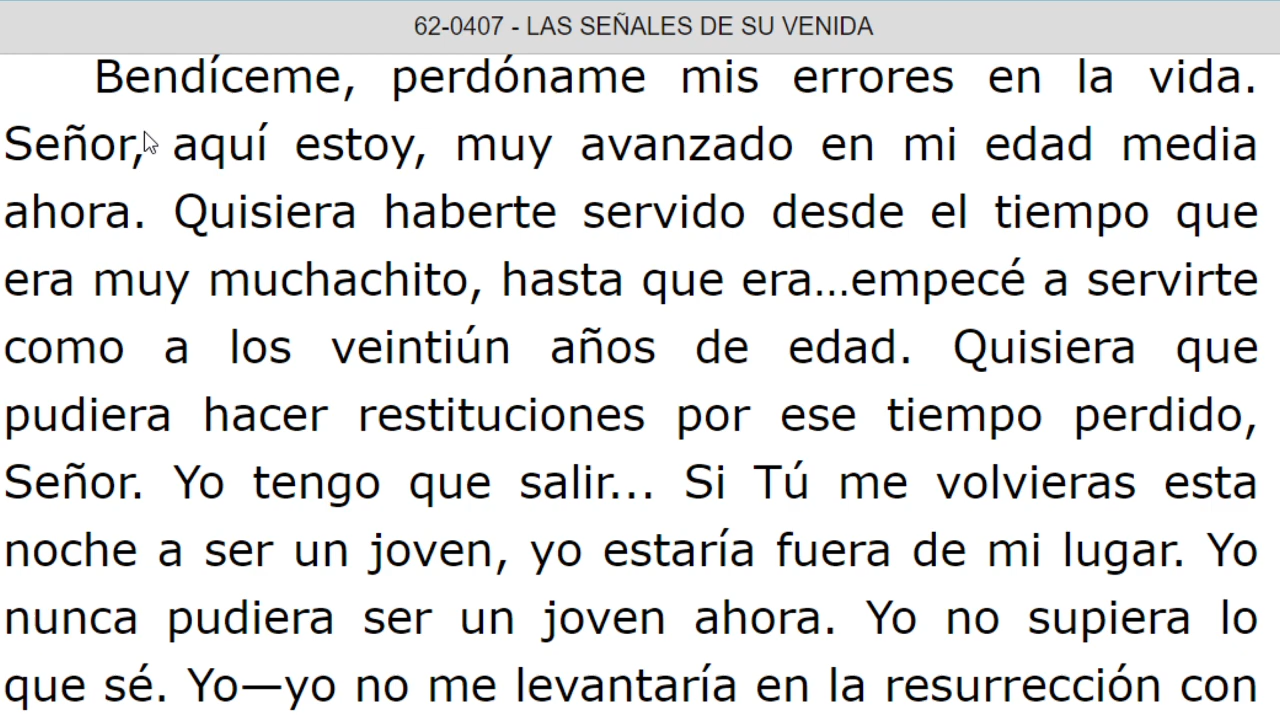 62-0407 - LAS SEÑALES DE SU VENIDA
Bendíceme, perdóname mis errores en la vida.
Señor, aquí estoy, muy avanzado en mi edad media
ahora. Quisiera haberte servido desde el tiempo que
era muy muchachito, hasta que era...empecé a servirte
como a los veintiún años de edad. Quisiera que
pudiera hacer restituciones por ese tiempo perdido,
Señor. Yo tengo que salir... Si Tú me volvieras esta
noche a ser un joven, yo estaría fuera de mi lugar. Yo
nunca pudiera ser un joven ahora. Yo no supiera lo
que sé. Yo—yo no me levantaría en la resurrección con